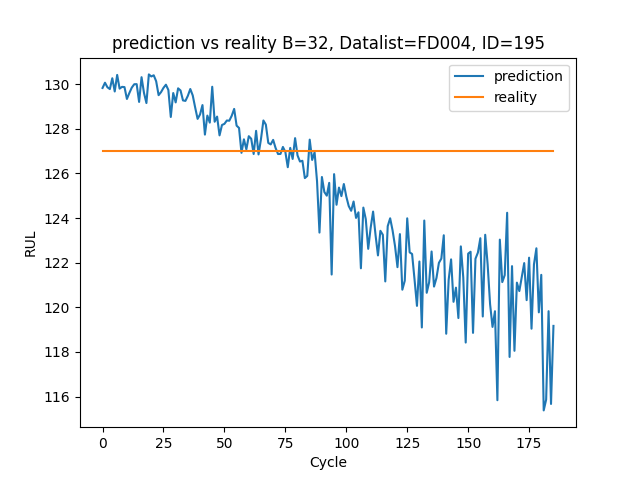 prediction vs reality B=32, Datalist=FD004, ID=195
prediction
reality
RUL
130
128
126
124
122
120
118
116
0 25 50 75 100 125 150 175
Cycle